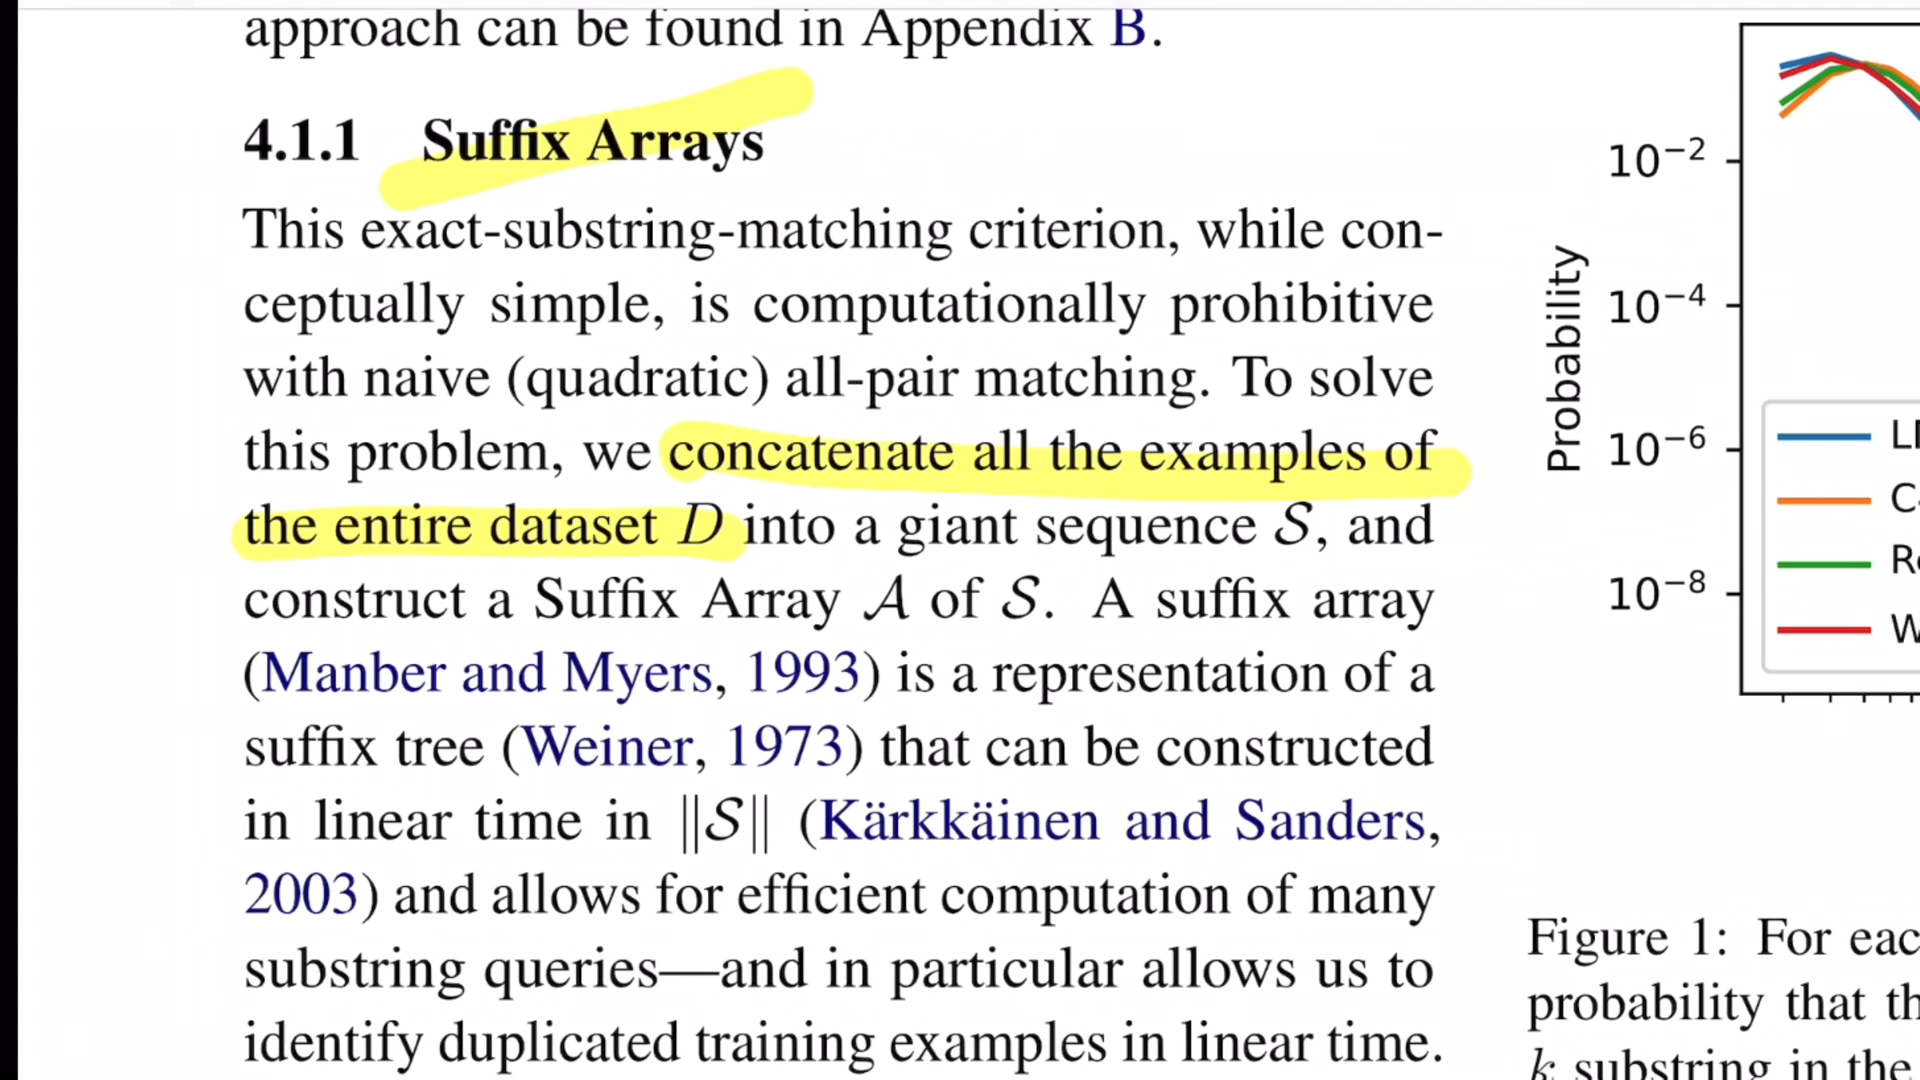 approach can be found in Appendix B.
4.1.1 Suffix Arrays
This exact-substring-matching criterion, while con-
ceptually simple, is computationally prohibitive
with naive (quadratic) all-pair matching. To solve
this problem, we concatenate all the examples of
the entire dataset D into a giant sequence S, and
construct a Suffix Array A of S. A suffix array
(Manber and Myers, 1993) is a representation of a
suffix tree (Weiner, 1973) that can be constructed
in linear time in ||S|| (Kärkkäinen and Sanders,
2003) and allows for efficient computation of many
substring queries—and in particular allows us to
identify duplicated training examples in linear time.
Probability
10⁻²
10⁻⁴
10⁻⁶
10⁻⁸
Figure 1: For eac
probability that th
k substring in the